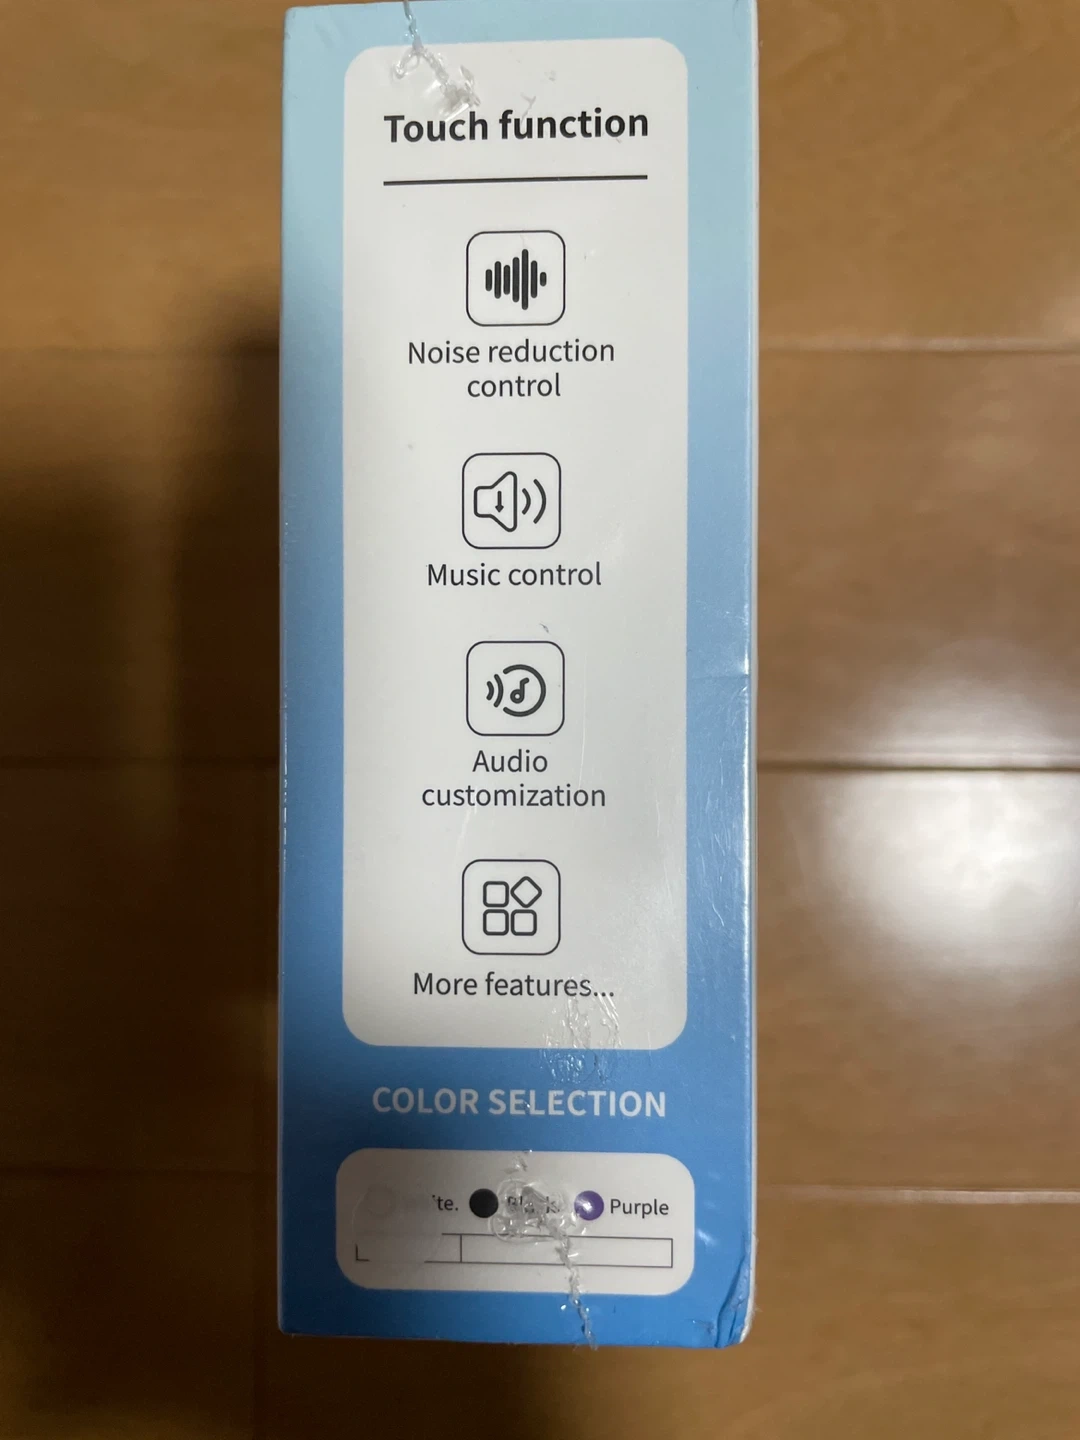 Touch function
Noise reduction
control
Music control
Audio
customization
More features...
COLOR SELECTION
Purple